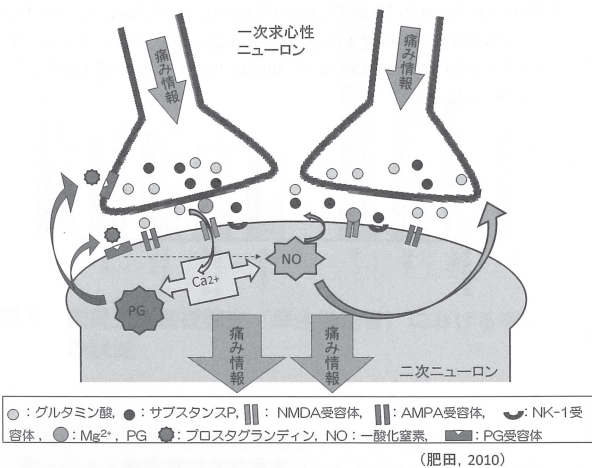 一次求心性
ニューロン
痛み情報
痛み情報
NO
Ca2+
PG
痛み情報
痛み情報
二次ニューロン
：グルタミン酸, ：サブスタンスP, ：NMDA受容体, ：AMPA受容体, ：NK-1受
容体, ：Mg²⁺, PG ：プロスタグランディン, NO：一酸化窒素, ：PG受容体
(肥田, 2010)